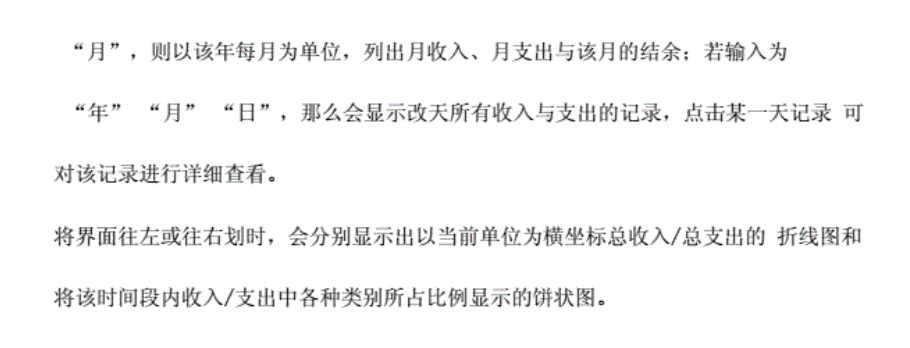 “月”，则以该年每月为单位，列出月收入、月支出与该月的结余；若输入为
“年” “月” “日”，那么会显示改天所有收入与支出的记录，点击某一天记录 可
对该记录进行详细查看。
将界面往左或往右划时，会分别显示出以当前单位为横坐标总收入/总支出的 折线图和
将该时间段内收入/支出中各种类别所占比例显示的饼状图。